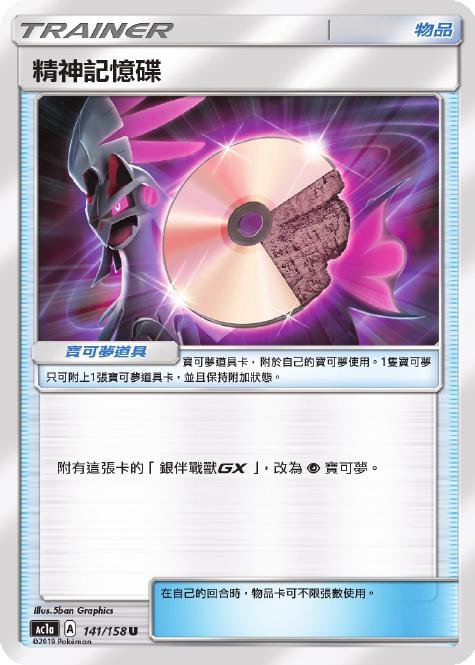 TRAINER 物品
精神記憶碟
寶可夢道具 寶可夢道具卡，附於自己的寶可夢使用。1隻寶可夢
只可附上1張寶可夢道具卡，並且保持附加狀態。
附有這張卡的「 銀伴戰獸GX 」，改為 寶可夢。
在自己的回合時，物品卡可不限張數使用。
Illus.5ban Graphics
AC1a A 141/158 U
©2019 Pokémon